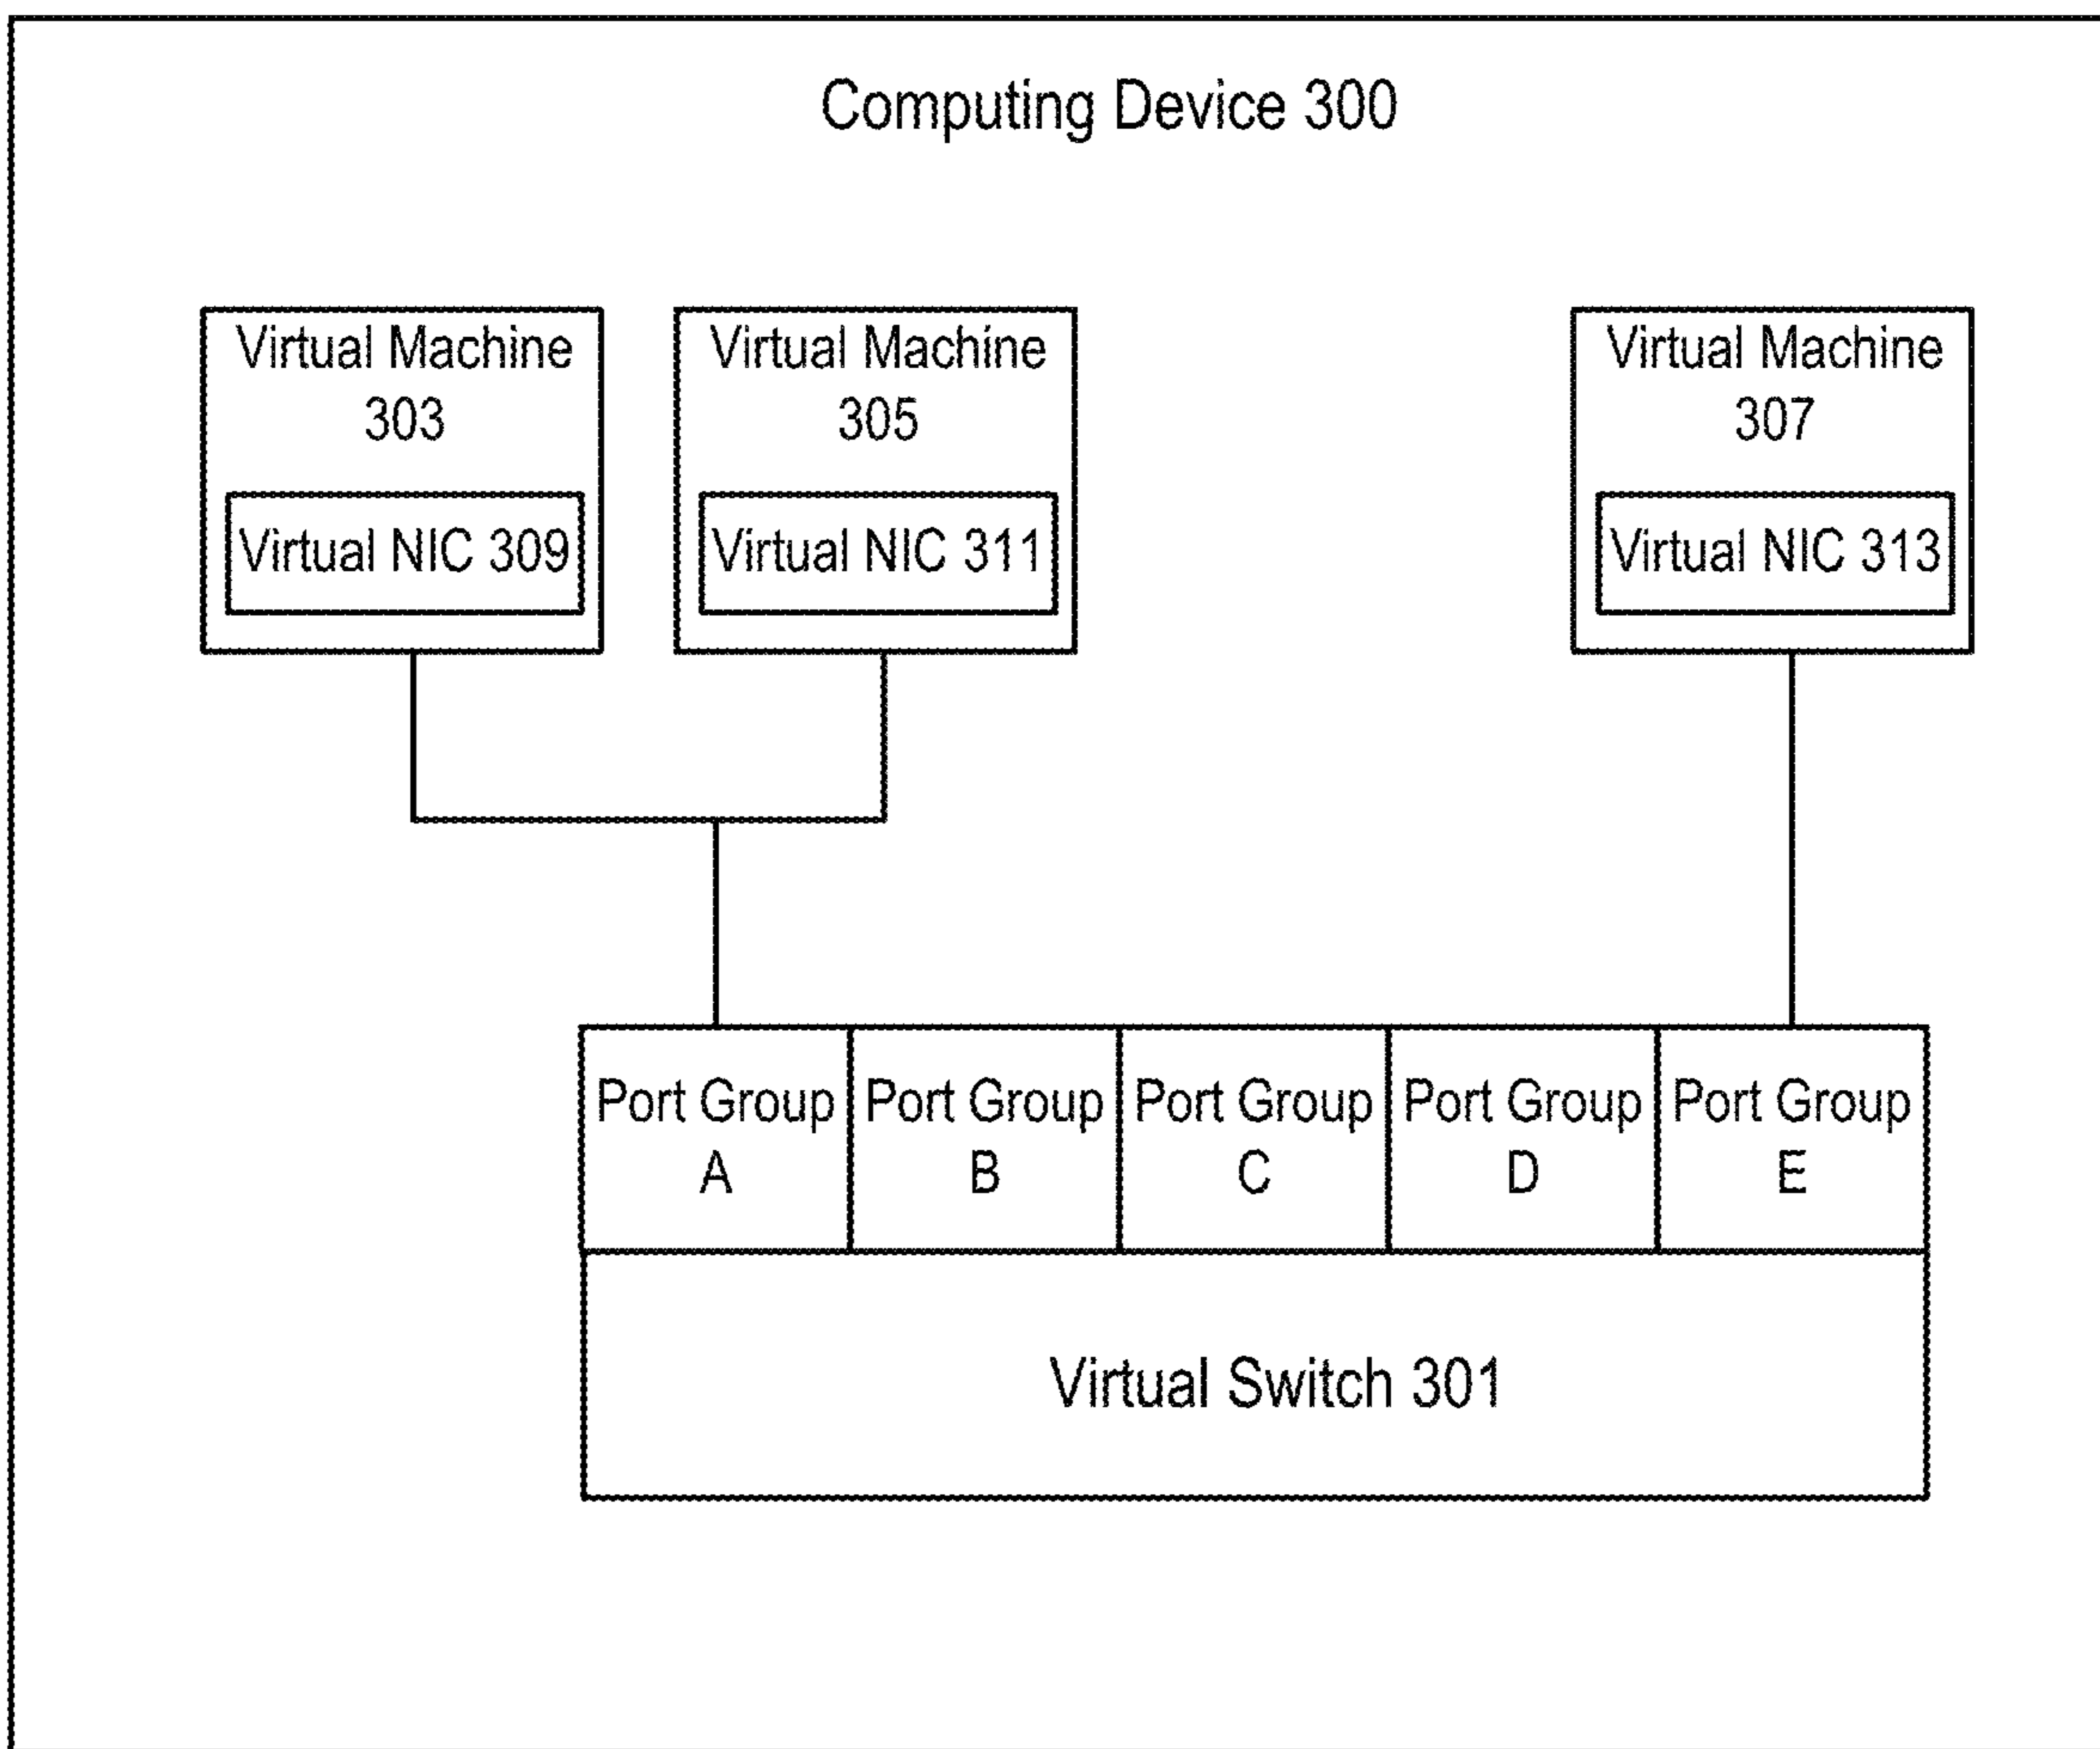 Computing Device 300
Virtual Machine
303
Virtual NIC 309
Virtual Machine
305
Virtual NIC 311
Virtual Machine
307
Virtual NIC 313
Port Group
A
Port Group
B
Port Group
C
Port Group
D
Port Group
E
Virtual Switch 301